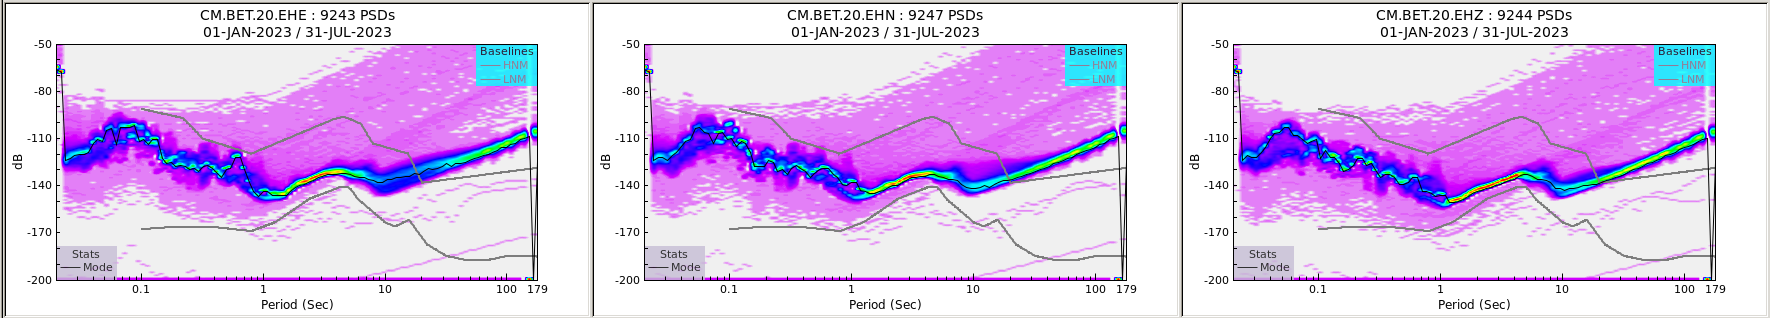 CM.BET.20.EHE : 9243 PSDs
01-JAN-2023 / 31-JUL-2023
-50
-80
-110
-140
-170
-200
dB
Baselines
HNM
LNM
Stats
Mode
0.1 1 10 100 179
Period (Sec)
CM.BET.20.EHN : 9247 PSDs
01-JAN-2023 / 31-JUL-2023
-50
-80
-110
-140
-170
-200
dB
Baselines
HNM
LNM
Stats
Mode
0.1 1 10 100 179
Period (Sec)
CM.BET.20.EHZ : 9244 PSDs
01-JAN-2023 / 31-JUL-2023
-50
-80
-110
-140
-170
-200
dB
Baselines
HNM
LNM
Stats
Mode
0.1 1 10 100 179
Period (Sec)